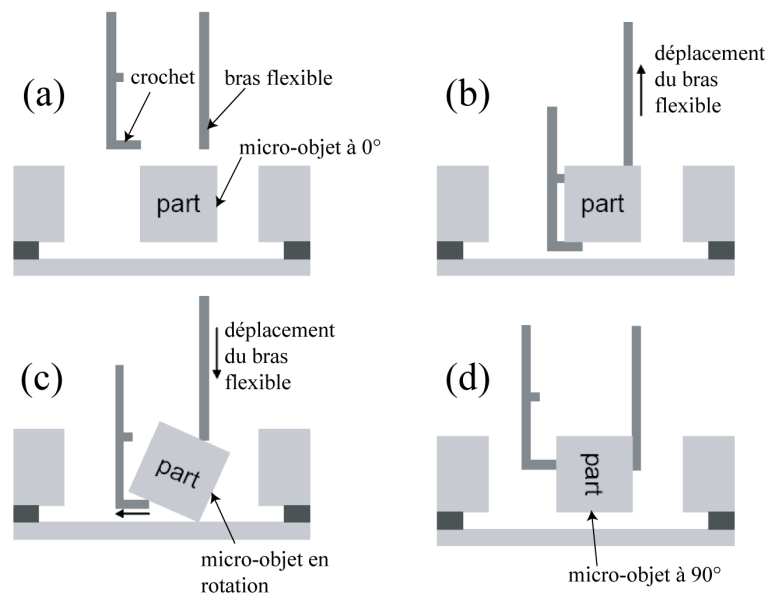 (a)
crochet
bras flexible
micro-objet à 0°
part
(b)
déplacement
du bras
flexible
part
(c)
déplacement
du bras
flexible
part
micro-objet en
rotation
(d)
part
micro-objet à 90°